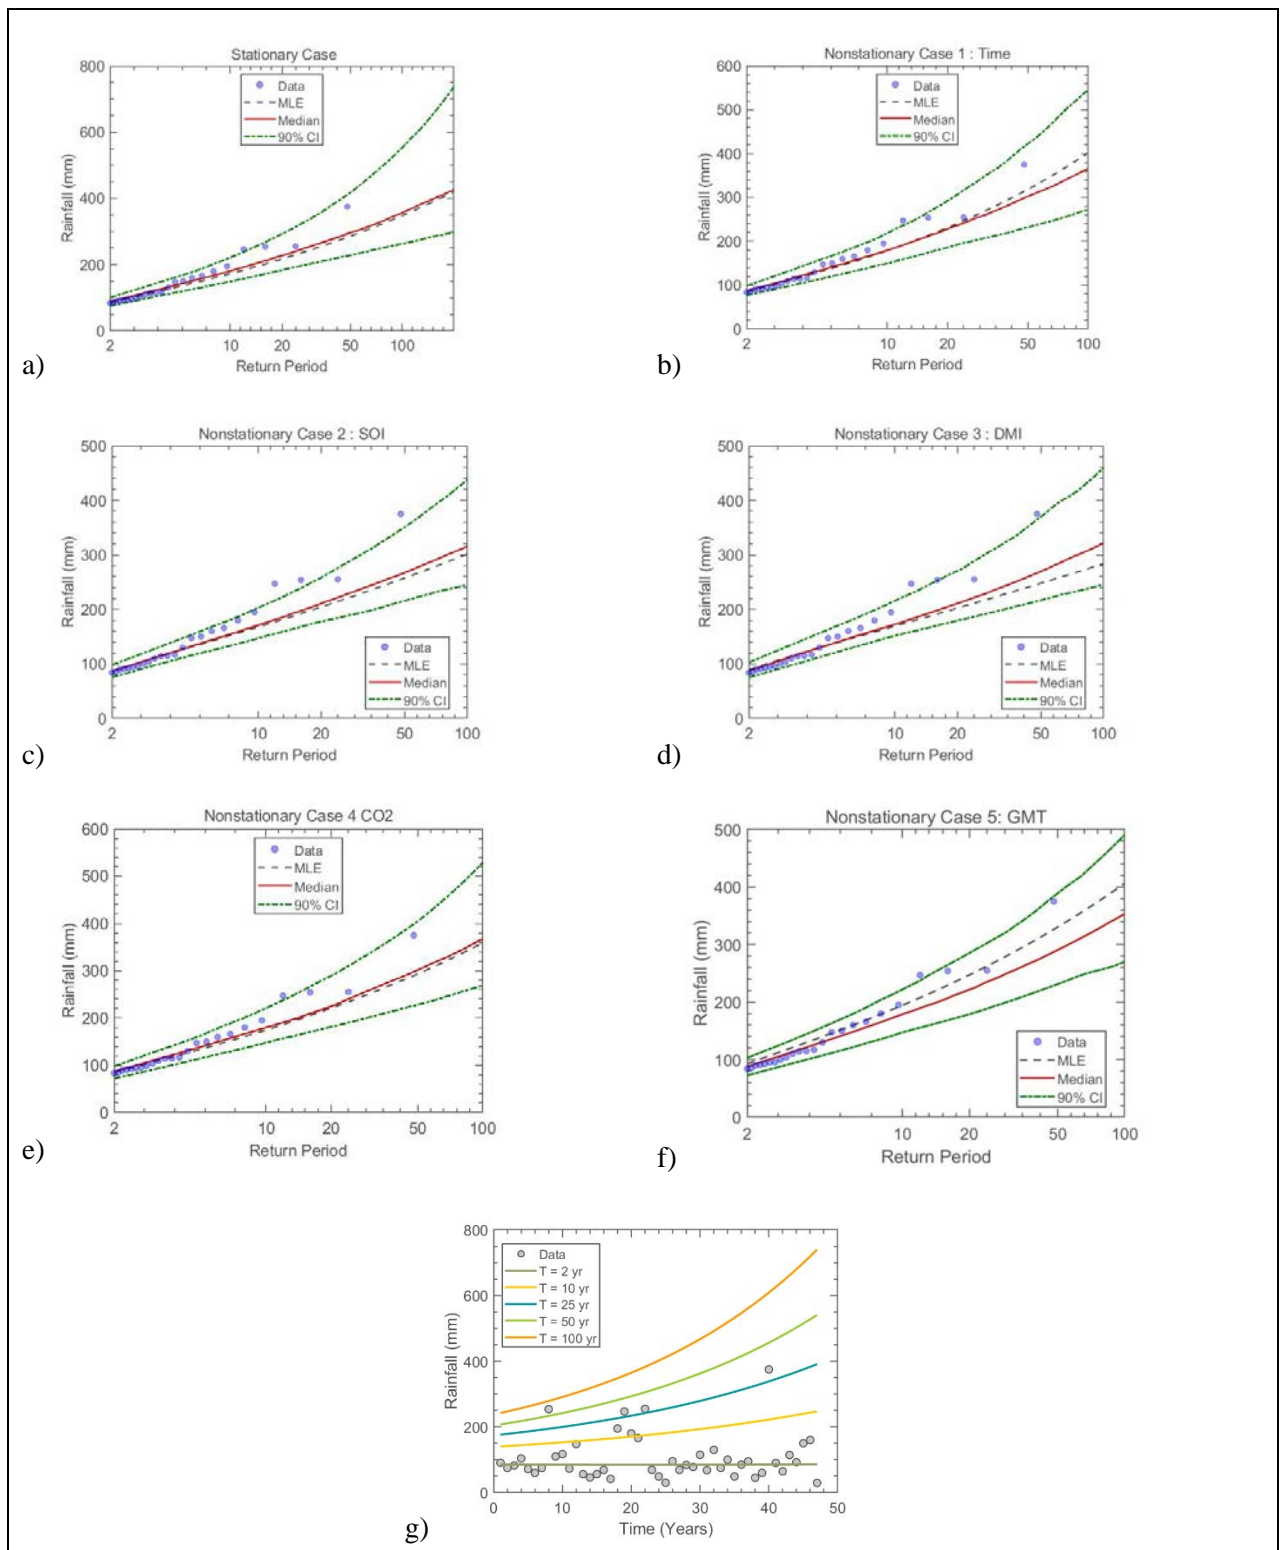 Stationary Case
800
600
400
200
0
Rainfall (mm)
Data
MLE
Median
90% CI
2 10 20 50 100
Return Period
a)
Nonstationary Case 1 : Time
600
500
400
300
200
100
0
Rainfall (mm)
Data
MLE
Median
90% CI
2 10 20 50 100
Return Period
b)
Nonstationary Case 2 : SOI
500
400
300
200
100
0
Rainfall (mm)
Data
MLE
Median
90% CI
2 10 20 50 100
Return Period
c)
Nonstationary Case 3 : DMI
500
400
300
200
100
0
Rainfall (mm)
Data
MLE
Median
90% CI
2 10 20 50 100
Return Period
d)
Nonstationary Case 4 CO2
600
500
400
300
200
100
0
Rainfall (mm)
Data
MLE
Median
90% CI
2 10 20 50 100
Return Period
e)
Nonstationary Case 5: GMT
500
400
300
200
100
0
Rainfall (mm)
Data
MLE
Median
90% CI
2 10 20 50 100
Return Period
f)
800
600
400
200
0
Rainfall (mm)
Data
T = 2 yr
T = 10 yr
T = 25 yr
T = 50 yr
T = 100 yr
0 10 20 30 40 50
Time (Years)
g)